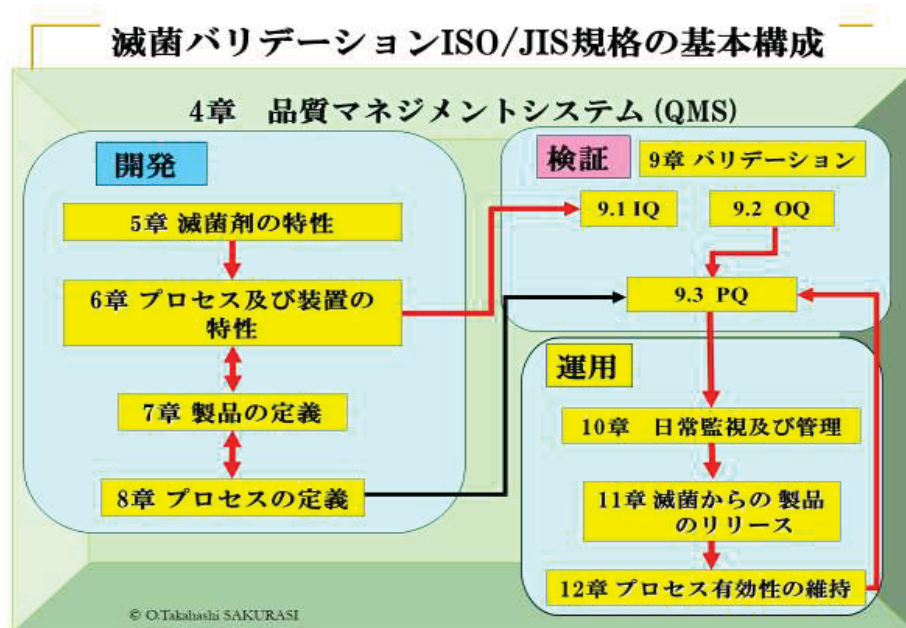 滅菌バリデーションISO/JIS規格の基本構成
4章 品質マネジメントシステム (QMS)
開発
5章 滅菌剤の特性
6章 プロセス及び装置の
特性
7章 製品の定義
8章 プロセスの定義
検証
9章 バリデーション
9.1 IQ
9.2 OQ
9.3 PQ
運用
10章 日常監視及び管理
11章 滅菌からの 製品
のリリース
12章 プロセス有効性の維持
© O.Takahashi SAKURASI